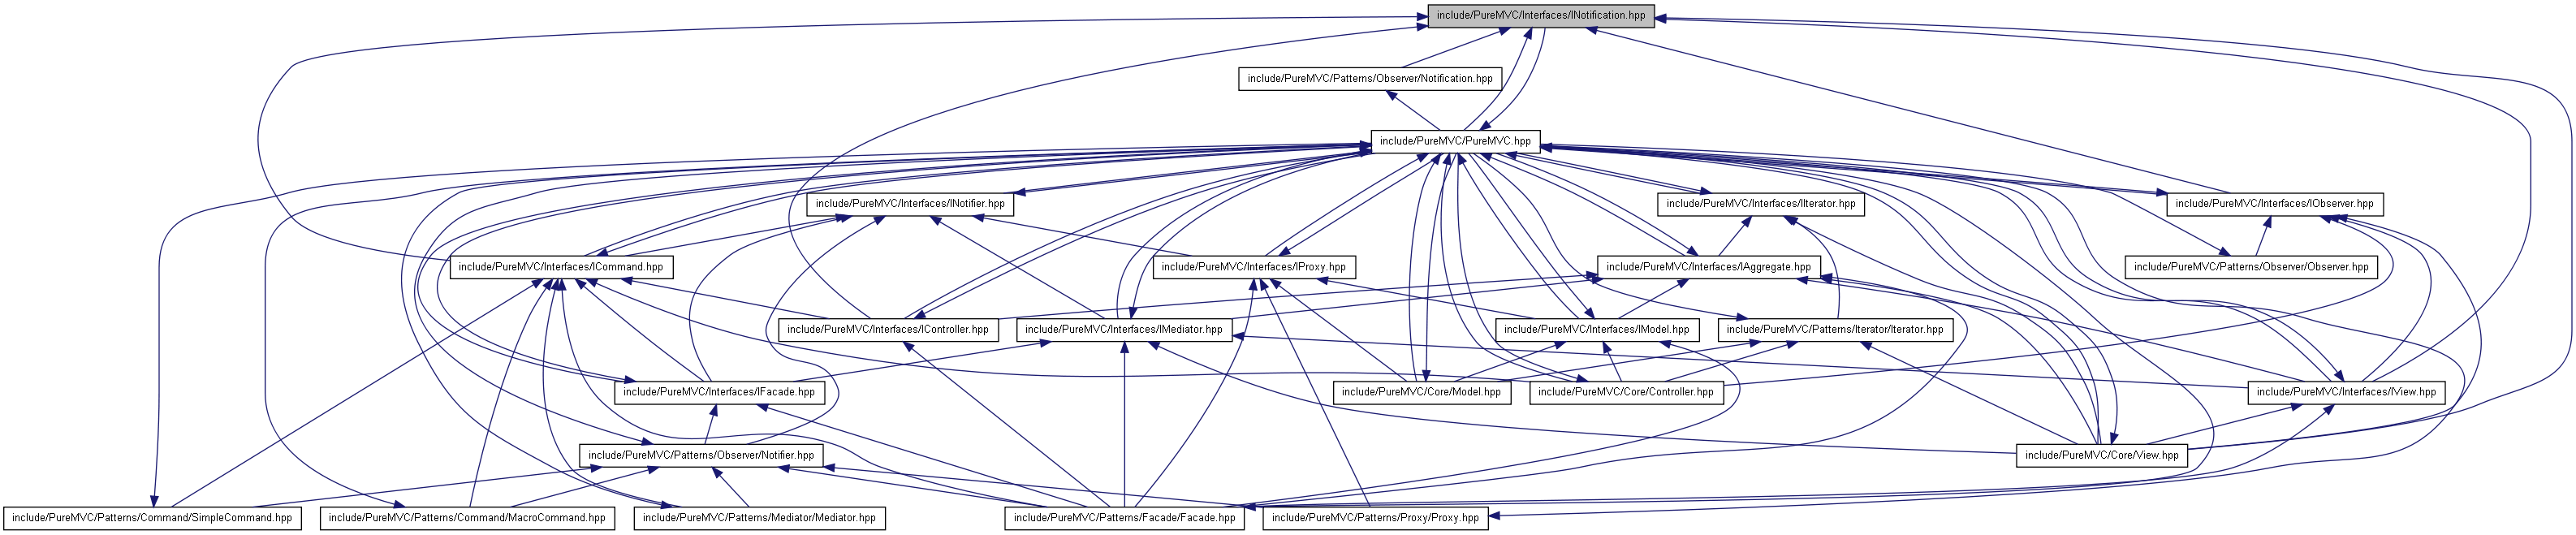 include/PureMVC/Interfaces/INotification.hpp
include/PureMVC/Patterns/Observer/Notification.hpp
include/PureMVC/PureMVC.hpp
include/PureMVC/Interfaces/INotifier.hpp
include/PureMVC/Interfaces/IIterator.hpp
include/PureMVC/Interfaces/IObserver.hpp
include/PureMVC/Interfaces/ICommand.hpp
include/PureMVC/Interfaces/IProxy.hpp
include/PureMVC/Interfaces/IAggregate.hpp
include/PureMVC/Patterns/Observer/Observer.hpp
include/PureMVC/Interfaces/IController.hpp
include/PureMVC/Interfaces/IMediator.hpp
include/PureMVC/Interfaces/IModel.hpp
include/PureMVC/Patterns/Iterator/Iterator.hpp
include/PureMVC/Interfaces/IFacade.hpp
include/PureMVC/Core/Model.hpp
include/PureMVC/Core/Controller.hpp
include/PureMVC/Interfaces/IView.hpp
include/PureMVC/Patterns/Observer/Notifier.hpp
include/PureMVC/Core/View.hpp
include/PureMVC/Patterns/Command/SimpleCommand.hpp
include/PureMVC/Patterns/Command/MacroCommand.hpp
include/PureMVC/Patterns/Mediator/Mediator.hpp
include/PureMVC/Patterns/Facade/Facade.hpp
include/PureMVC/Patterns/Proxy/Proxy.hpp